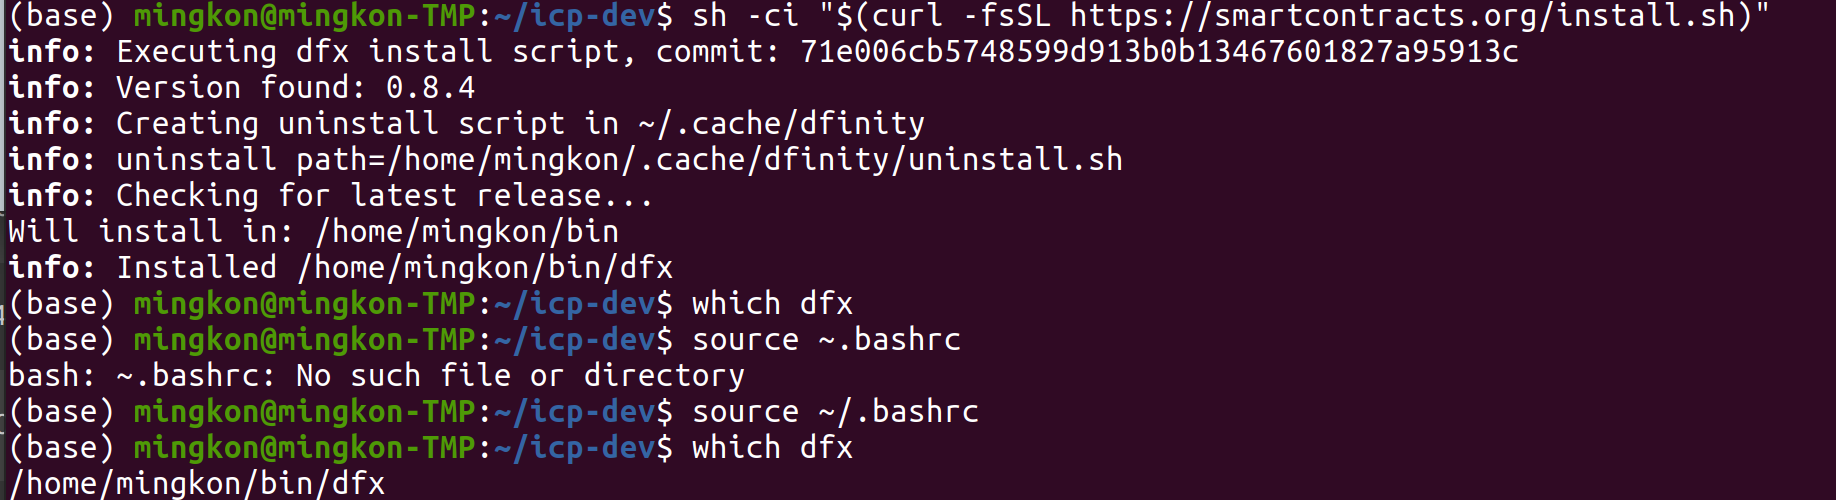 (base) mingkon@mingkon-TMP:~/icp-dev$ sh -ci "$(curl -fsSL https://smartcontracts.org/install.sh)"
info: Executing dfx install script, commit: 71e006cb5748599d913b0b13467601827a95913c
info: Version found: 0.8.4
info: Creating uninstall script in ~/.cache/dfinity
info: uninstall path=/home/mingkon/.cache/dfinity/uninstall.sh
info: Checking for latest release...
Will install in: /home/mingkon/bin
info: Installed /home/mingkon/bin/dfx
(base) mingkon@mingkon-TMP:~/icp-dev$ which dfx
(base) mingkon@mingkon-TMP:~/icp-dev$ source ~.bashrc
bash: ~.bashrc: No such file or directory
(base) mingkon@mingkon-TMP:~/icp-dev$ source ~/.bashrc
(base) mingkon@mingkon-TMP:~/icp-dev$ which dfx
/home/mingkon/bin/dfx